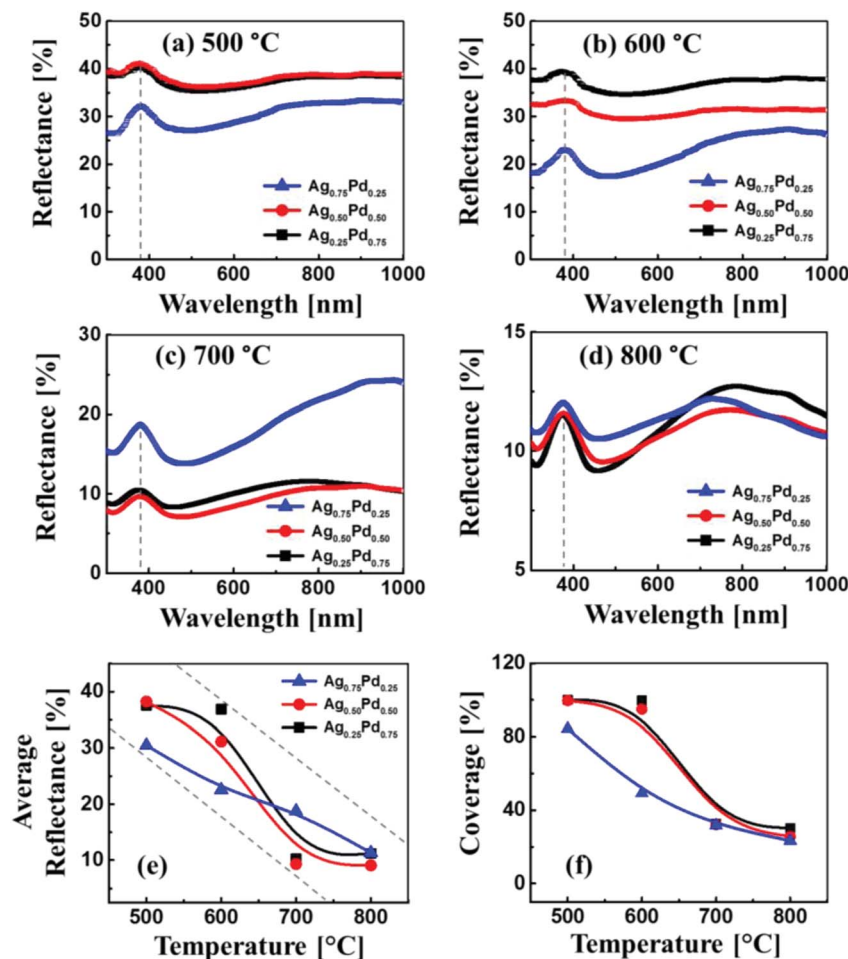 (a) 500 °C
Reflectance [%]
50
40
30
20
10
0
Ag0.75Pd0.25
Ag0.50Pd0.50
Ag0.25Pd0.75
400 600 800 1000
Wavelength [nm]
(b) 600 °C
Reflectance [%]
50
40
30
20
10
0
Ag0.75Pd0.25
Ag0.50Pd0.50
Ag0.25Pd0.75
400 600 800 1000
Wavelength [nm]
(c) 700 °C
Reflectance [%]
30
20
10
0
Ag0.75Pd0.25
Ag0.50Pd0.50
Ag0.25Pd0.75
400 600 800 1000
Wavelength [nm]
(d) 800 °C
Reflectance [%]
15
10
5
Ag0.75Pd0.25
Ag0.50Pd0.50
Ag0.25Pd0.75
400 600 800 1000
Wavelength [nm]
Average
Reflectance [%]
40
30
20
10
Ag0.75Pd0.25
Ag0.50Pd0.50
Ag0.25Pd0.75
(e)
500 600 700 800
Temperature [°C]
Coverage [%]
120
80
40
0
(f)
500 600 700 800
Temperature [°C]